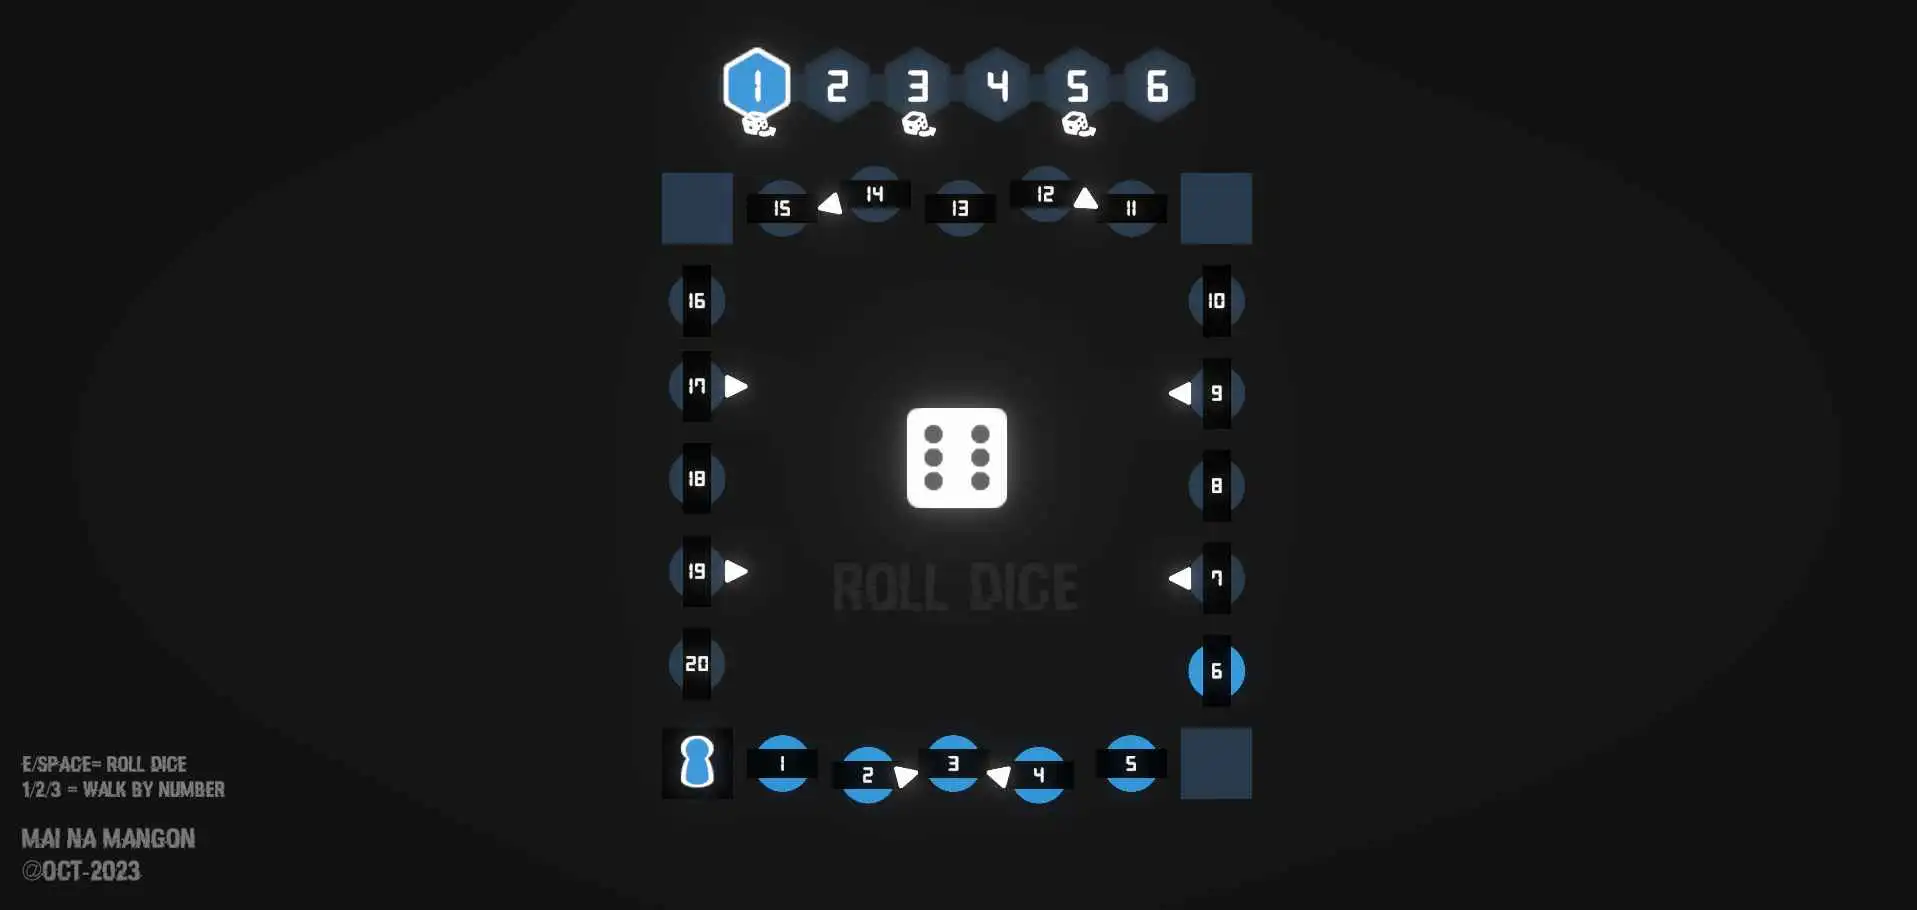 1 2 3 4 5 6
15 14 13 12 11
16 10
17 9
18 8
19 7
20 6
1 2 3 4 5
ROLL DICE
E/SPACE= ROLL DICE
1/2/3 = WALK BY NUMBER
MAI NA MANGON
@OCT-2023